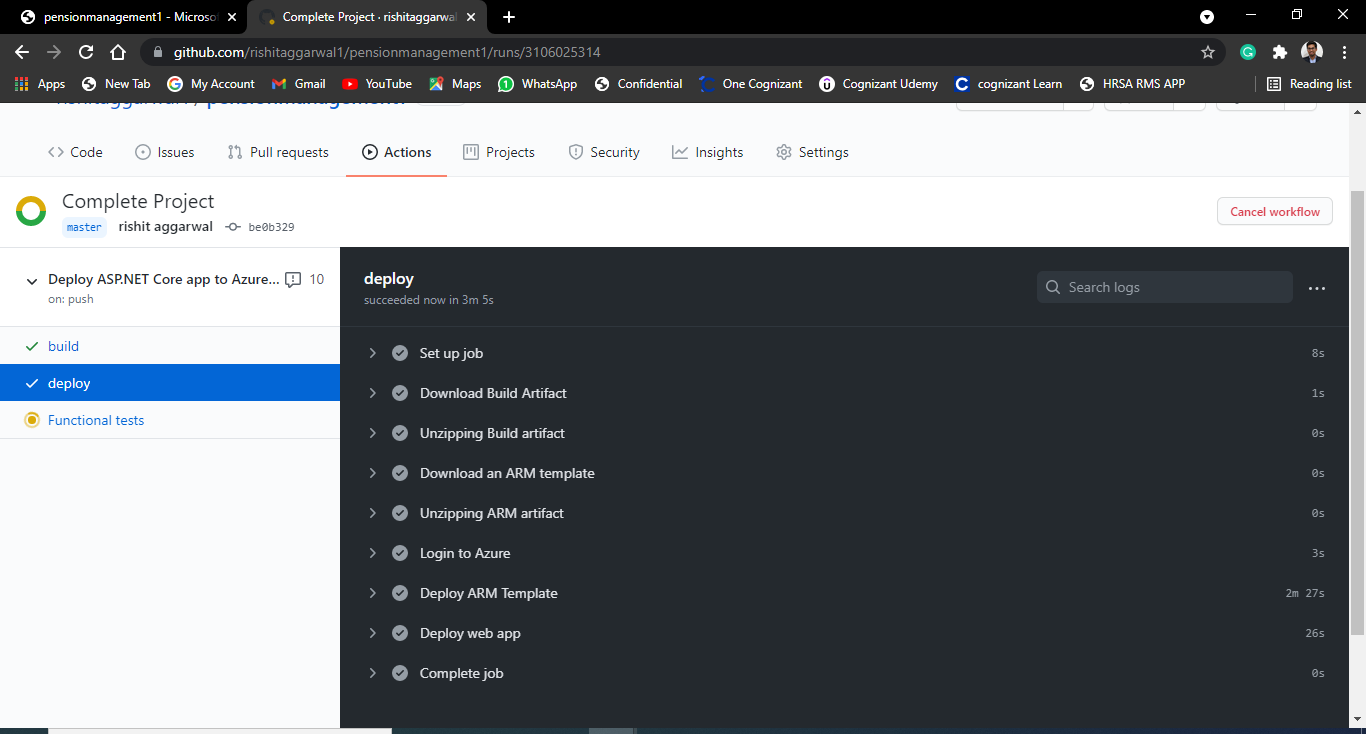 pensionmanagement1 - Microso
Complete Project · rishitaggarwal
github.com/rishitaggarwal1/pensionmanagement1/runs/3106025314
Apps New Tab My Account Gmail YouTube Maps WhatsApp Confidential One Cognizant Cognizant Udemy cognizant Learn HRSA RMS APP Reading list
Code Issues Pull requests Actions Projects Security Insights Settings
Complete Project
master rishit aggarwal be0b329
Cancel workflow
Deploy ASP.NET Core app to Azure... 10
on: push
build
deploy
Functional tests
deploy
succeeded now in 3m 5s
Search logs
Set up job 8s
Download Build Artifact 1s
Unzipping Build artifact 0s
Download an ARM template 0s
Unzipping ARM artifact 0s
Login to Azure 3s
Deploy ARM Template 2m 27s
Deploy web app 26s
Complete job 0s